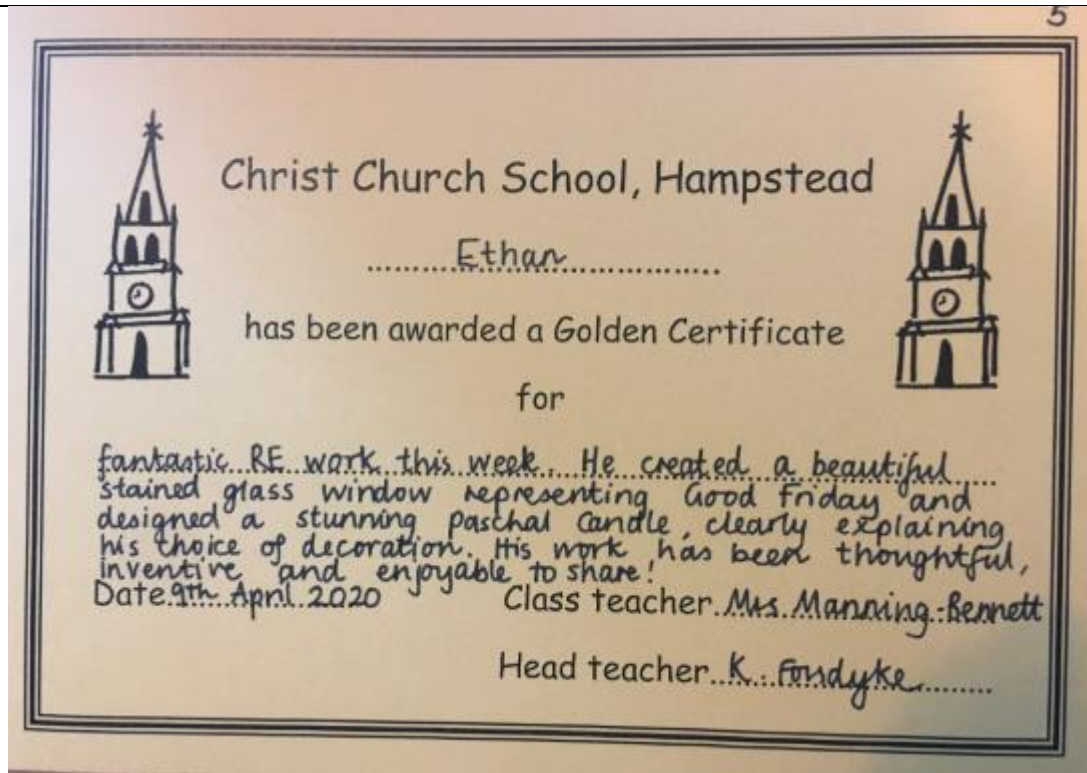 5
Christ Church School, Hampstead
Ethan
has been awarded a Golden Certificate
for
fantastic RE work this week. He created a beautiful
stained glass window representing Good Friday and
designed a stunning paschal candle, clearly explaining
his choice of decoration. His work has been thoughtful,
inventive and enjoyable to share!
Date 9th April 2020 Class teacher Mrs Manning-Bennett
Head teacher K. Fondyke